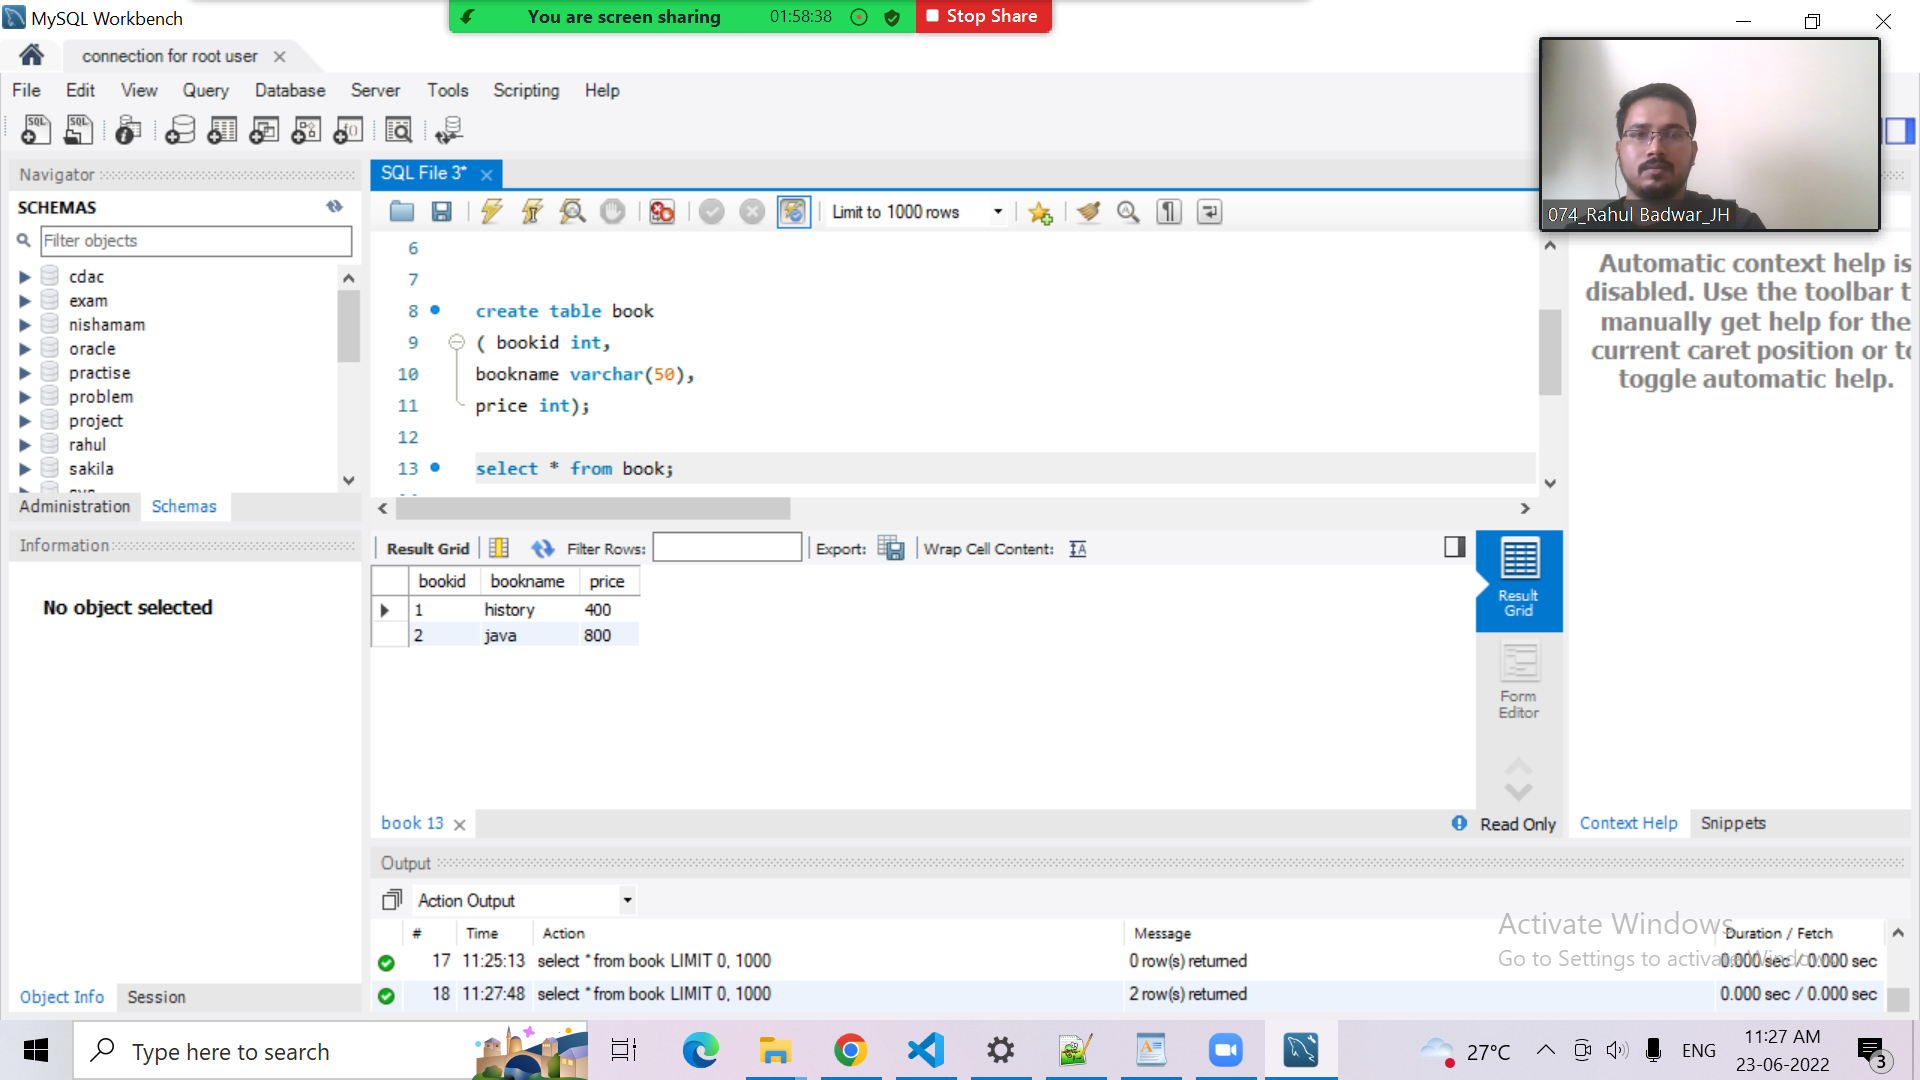 MySQL Workbench
You are screen sharing 01:58:38 Stop Share
connection for root user
File Edit View Query Database Server Tools Scripting Help
074_Rahul Badwar_JH
Navigator
SCHEMAS
Filter objects
cdac
exam
nishamam
oracle
practise
problem
project
rahul
sakila
sys
Administration Schemas
Information
No object selected
Object Info Session
SQL File 3*
Limit to 1000 rows
6
7
8 create table book
9 ( bookid int,
10 bookname varchar(50),
11 price int);
12
13 select * from book;
Result Grid Filter Rows: Export: Wrap Cell Content:
bookid bookname price
1 history 400
2 java 800
Result
Grid
Form
Editor
book 13
Read Only
Automatic context help is
disabled. Use the toolbar t
manually get help for the
current caret position or to
toggle automatic help.
Context Help Snippets
Output
Action Output
# Time Action Message Duration / Fetch
17 11:25:13 select * from book LIMIT 0, 1000 0 row(s) returned 0.000 sec / 0.000 sec
18 11:27:48 select * from book LIMIT 0, 1000 2 row(s) returned 0.000 sec / 0.000 sec
Activate Windows
Go to Settings to activate Windows.
Type here to search
27°C
ENG
11:27 AM
23-06-2022
3